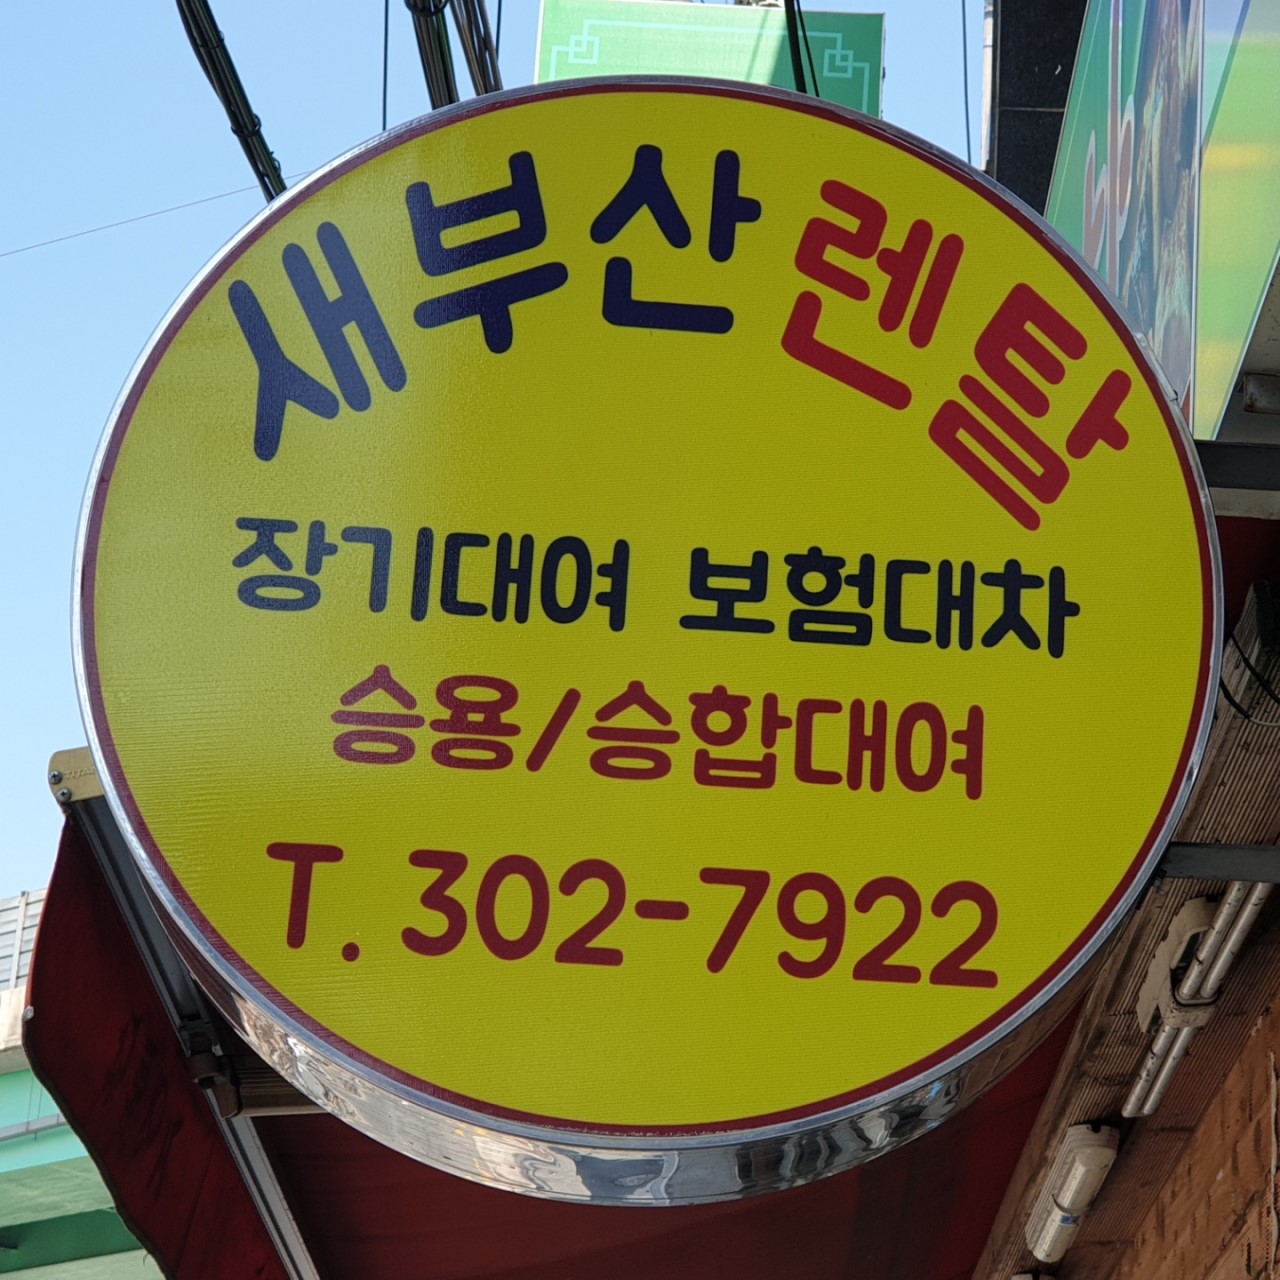 새부산렌탈
장기대여 보험대차
승용/승합대여
T. 302-7922